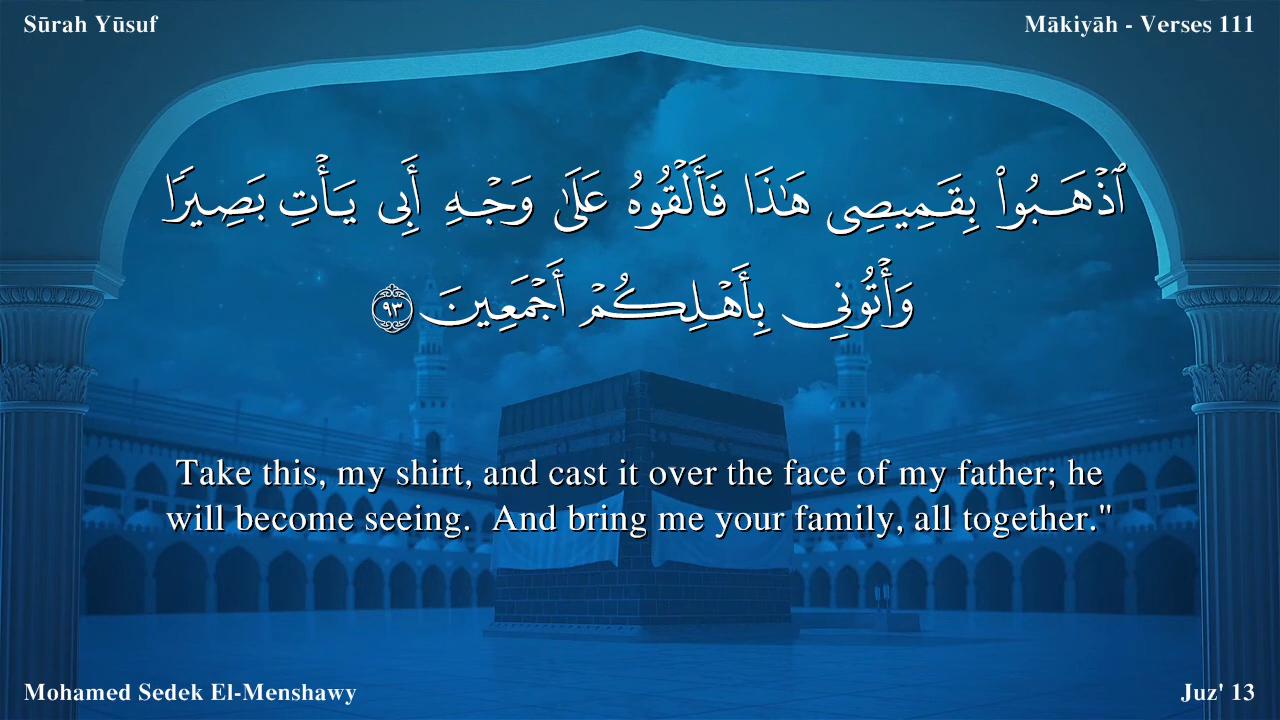 Sūrah Yūsuf
Mākiyāh - Verses 111
ٱذۡهَبُواْ بِقَمِيصِي هَٰذَا فَأَلۡقُوهُ عَلَىٰ وَجۡهِ أَبِي يَأۡتِ بَصِيرٗا
وَأۡتُونِي بِأَهۡلِكُمۡ أَجۡمَعِينَ ٩٣
Take this, my shirt, and cast it over the face of my father; he
will become seeing.  And bring me your family, all together."
Mohamed Sedek El-Menshawy
Juz' 13